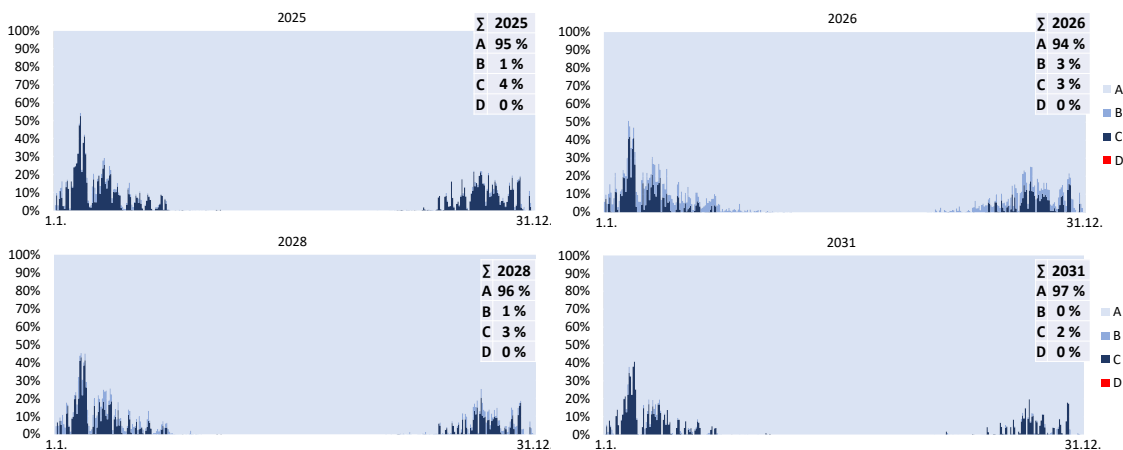 2025
∑ 2025
A 95 %
B 1 %
C 4 %
D 0 %
100%
90%
80%
70%
60%
50%
40%
30%
20%
10%
0%
1.1.
31.12.
2026
∑ 2026
A 94 %
B 3 %
C 3 %
D 0 %
100%
90%
80%
70%
60%
50%
40%
30%
20%
10%
0%
1.1.
31.12.
A
B
C
D
2028
∑ 2028
A 96 %
B 1 %
C 3 %
D 0 %
100%
90%
80%
70%
60%
50%
40%
30%
20%
10%
0%
1.1.
31.12.
2031
∑ 2031
A 97 %
B 0 %
C 2 %
D 0 %
100%
90%
80%
70%
60%
50%
40%
30%
20%
10%
0%
1.1.
31.12.
A
B
C
D